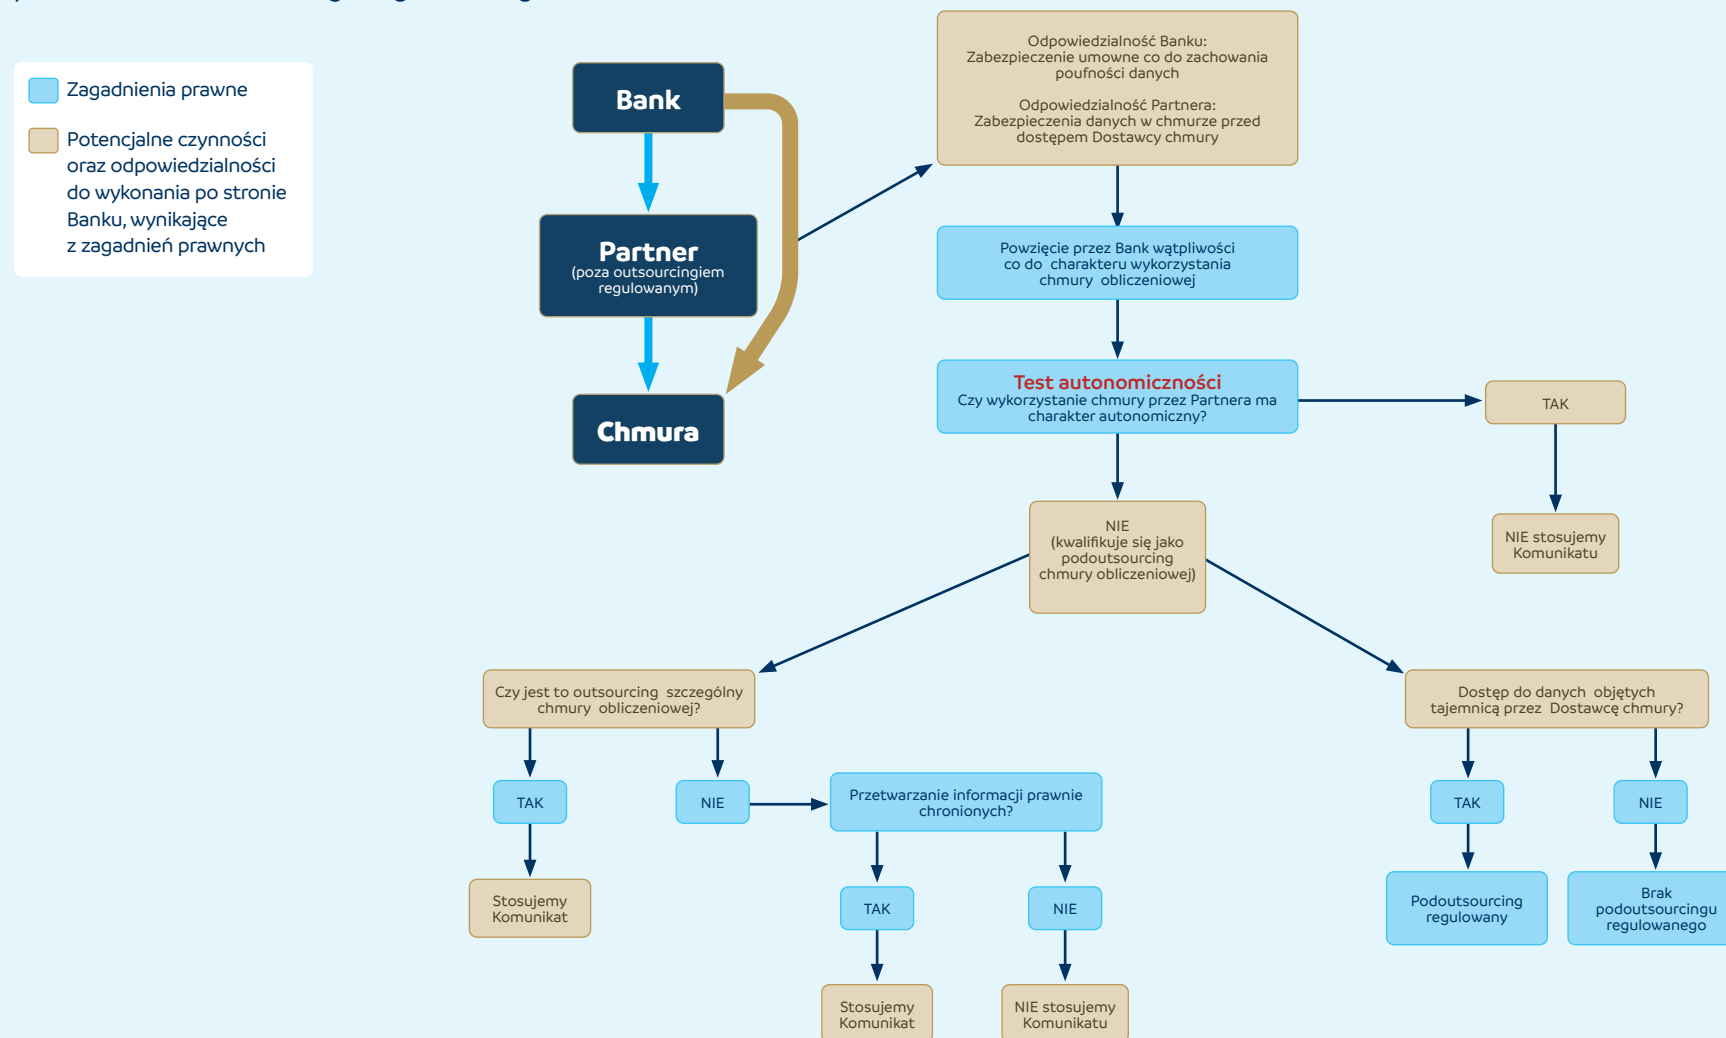 Zagadnienia prawne
Potencjalne czynności
oraz odpowiedzialności
do wykonania po stronie
Banku, wynikające
z zagadnień prawnych
Bank
Partner
(poza outsourcingiem
regulowanym)
Chmura
Odpowiedzialność Banku:
Zabezpieczenie umowne co do zachowania
poufności danych
Odpowiedzialność Partnera:
Zabezpieczenia danych w chmurze przed
dostępem Dostawcy chmury
Powzięcie przez Bank wątpliwości
co do charakteru wykorzystania
chmury obliczeniowej
Test autonomiczności
Czy wykorzystanie chmury przez Partnera ma
charakter autonomiczny?
TAK
NIE stosujemy
Komunikatu
NIE
(kwalifikuje się jako
podoutsourcing
chmury obliczeniowej)
Czy jest to outsourcing szczególny
chmury obliczeniowej?
TAK
NIE
Stosujemy
Komunikat
Przetwarzanie informacji prawnie
chronionych?
TAK
NIE
Stosujemy
Komunikat
NIE stosujemy
Komunikatu
Dostęp do danych objętych
tajemnicą przez Dostawcę chmury?
TAK
NIE
Podoutsourcing
regulowany
Brak
podoutsourcingu
regulowanego